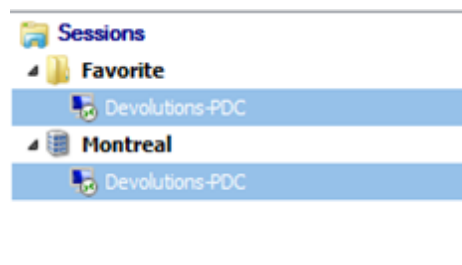 Sessions
Favorite
Devolutions-PDC
Montreal
Devolutions-PDC